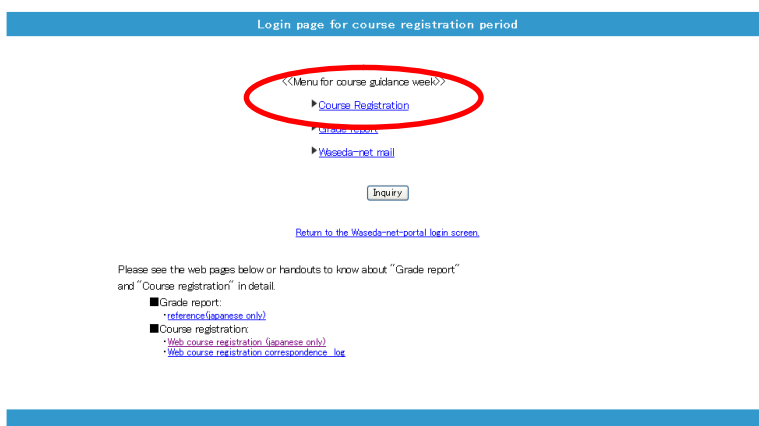 Login page for course registration period
<<Menu for course guidance week>>
▶Course Registration
▶Grade report
▶Waseda-net mail
Inquiry
Return to the Waseda-net-portal login screen.
Please see the web pages below or handouts to know about "Grade report"
and "Course registration" in detail.
■Grade report:
・reference(japanese only)
■Course registration:
・Web course registration (japanese only)
・Web course registration correspondence log